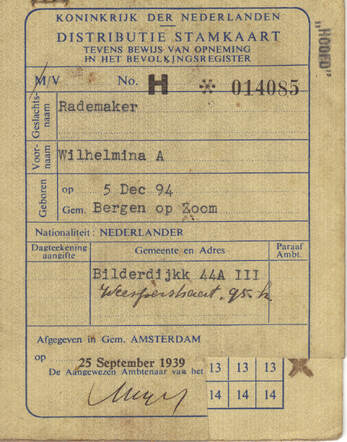 KONINKRIJK DER NEDERLANDEN
DISTRIBUTIE STAMKAART
TEVENS BEWIJS VAN OPNEMING
IN HET BEVOLKINGSREGISTER
"HOOFD"
M/V No. H * 014085
Geslachts-
naam
Rademaker
Voor-
naam
Wilhelmina A
Geboren
op 5 Dec 94
Gem. Bergen op Zoom
Nationaliteit: NEDERLANDER
Dagteekening
aangifte
Gemeente en Adres
Paraaf
Ambt.
Bilderdijkk 44A III
Weesperstraat. 95. h
Afgegeven in Gem. AMSTERDAM
op 25 September 1939
De Aangewezen Ambtenaar van het
13 13 13
14 14 14
X